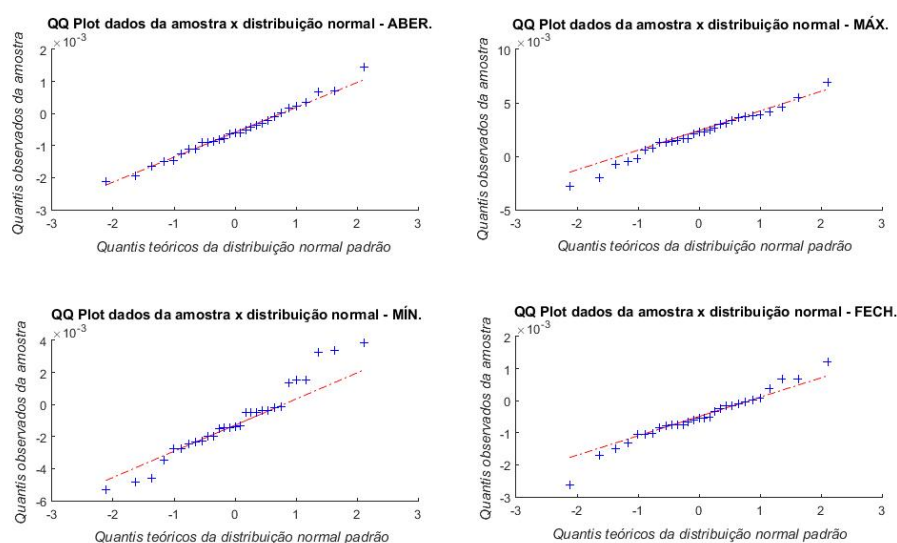 QQ Plot dados da amostra x distribuição normal - ABER.
×10⁻³
2
1
0
-1
-2
-3
-3 -2 -1 0 1 2 3
Quantis observados da amostra
Quantis teóricos da distribuição normal padrão
QQ Plot dados da amostra x distribuição normal - MÁX.
×10⁻³
10
5
0
-5
-3 -2 -1 0 1 2 3
Quantis observados da amostra
Quantis teóricos da distribuição normal padrão
QQ Plot dados da amostra x distribuição normal - MÍN.
×10⁻³
4
2
0
-2
-4
-6
-3 -2 -1 0 1 2 3
Quantis observados da amostra
Quantis teóricos da distribuição normal padrão
QQ Plot dados da amostra x distribuição normal - FECH.
×10⁻³
2
1
0
-1
-2
-3
-3 -2 -1 0 1 2 3
Quantis observados da amostra
Quantis teóricos da distribuição normal padrão